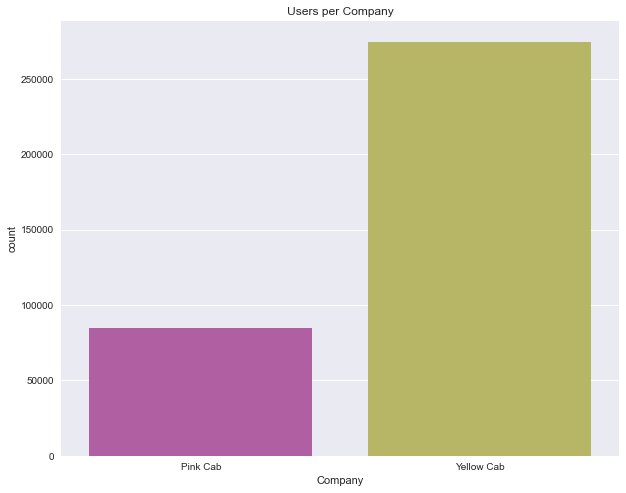 Users per Company
250000
200000
150000
100000
50000
0
count
Pink Cab
Yellow Cab
Company